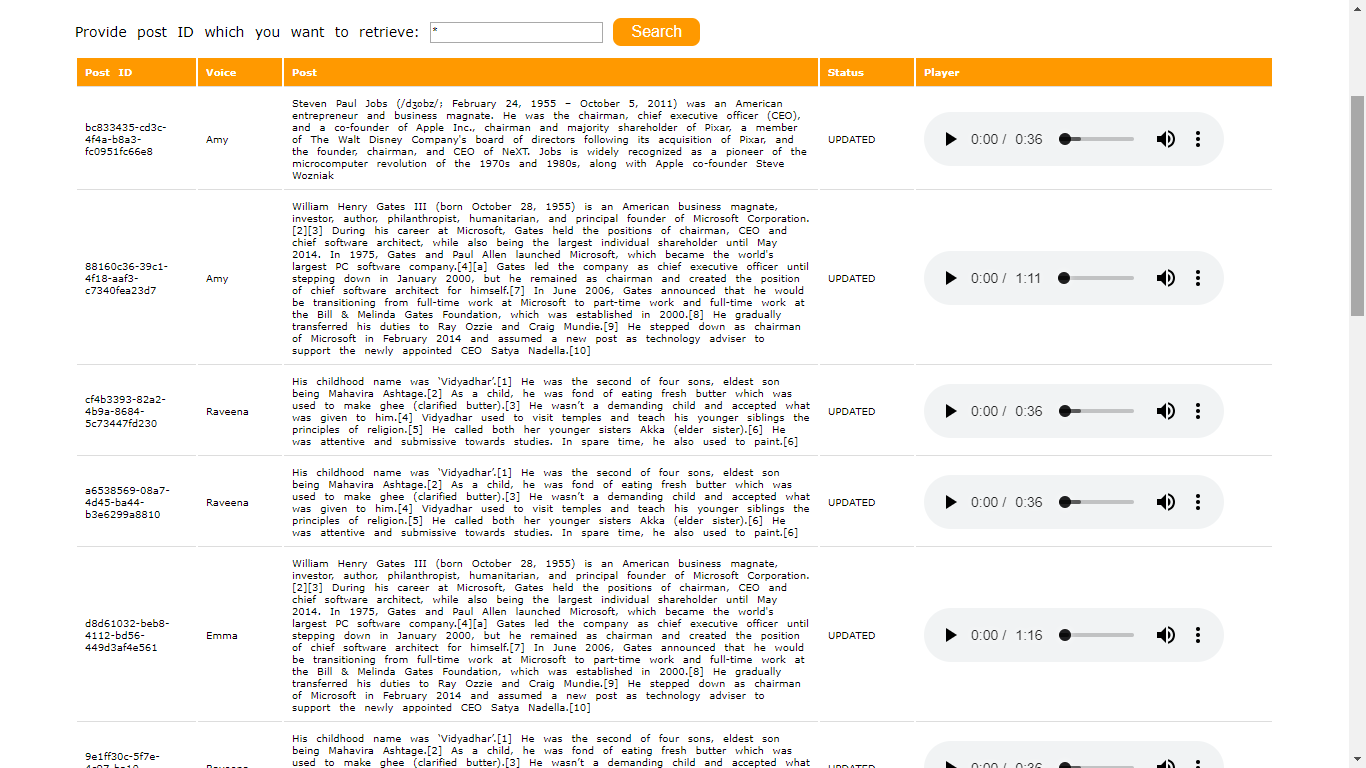 Provide post ID which you want to retrieve: * Search
Post ID Voice Post Status Player
bc833435-cd3c-
4f4a-b8a3-
fc0951fc66e8
Amy
Steven Paul Jobs (/dʒɒbz/; February 24, 1955 – October 5, 2011) was an American
entrepreneur and business magnate. He was the chairman, chief executive officer (CEO),
and a co-founder of Apple Inc., chairman and majority shareholder of Pixar, a member
of The Walt Disney Company's board of directors following its acquisition of Pixar, and
the founder, chairman, and CEO of NeXT. Jobs is widely recognized as a pioneer of the
microcomputer revolution of the 1970s and 1980s, along with Apple co-founder Steve
Wozniak
UPDATED
0:00 / 0:36
88160c36-39c1-
4f18-aaf3-
c7340fea23d7
Amy
William Henry Gates III (born October 28, 1955) is an American business magnate,
investor, author, philanthropist, humanitarian, and principal founder of Microsoft Corporation.
[2][3] During his career at Microsoft, Gates held the positions of chairman, CEO and
chief software architect, while also being the largest individual shareholder until May
2014. In 1975, Gates and Paul Allen launched Microsoft, which became the world's
largest PC software company.[4][a] Gates led the company as chief executive officer until
stepping down in January 2000, but he remained as chairman and created the position
of chief software architect for himself.[7] In June 2006, Gates announced that he would
be transitioning from full-time work at Microsoft to part-time work and full-time work at
the Bill & Melinda Gates Foundation, which was established in 2000.[8] He gradually
transferred his duties to Ray Ozzie and Craig Mundie.[9] He stepped down as chairman
of Microsoft in February 2014 and assumed a new post as technology adviser to
support the newly appointed CEO Satya Nadella.[10]
UPDATED
0:00 / 1:11
cf4b3393-82a2-
4b9a-8684-
5c73447fd230
Raveena
His childhood name was ‘Vidyadhar’.[1] He was the second of four sons, eldest son
being Mahavira Ashtage.[2] As a child, he was fond of eating fresh butter which was
used to make ghee (clarified butter).[3] He wasn’t a demanding child and accepted what
was given to him.[4] Vidyadhar used to visit temples and teach his younger siblings the
principles of religion.[5] He called both her younger sisters Akka (elder sister).[6] He
was attentive and submissive towards studies. In spare time, he also used to paint.[6]
UPDATED
0:00 / 0:36
a6538569-08a7-
4d45-ba44-
b3e6299a8810
Raveena
His childhood name was ‘Vidyadhar’.[1] He was the second of four sons, eldest son
being Mahavira Ashtage.[2] As a child, he was fond of eating fresh butter which was
used to make ghee (clarified butter).[3] He wasn’t a demanding child and accepted what
was given to him.[4] Vidyadhar used to visit temples and teach his younger siblings the
principles of religion.[5] He called both her younger sisters Akka (elder sister).[6] He
was attentive and submissive towards studies. In spare time, he also used to paint.[6]
UPDATED
0:00 / 0:36
d8d61032-beb8-
4112-bd56-
449d3af4e561
Emma
William Henry Gates III (born October 28, 1955) is an American business magnate,
investor, author, philanthropist, humanitarian, and principal founder of Microsoft Corporation.
[2][3] During his career at Microsoft, Gates held the positions of chairman, CEO and
chief software architect, while also being the largest individual shareholder until May
2014. In 1975, Gates and Paul Allen launched Microsoft, which became the world's
largest PC software company.[4][a] Gates led the company as chief executive officer until
stepping down in January 2000, but he remained as chairman and created the position
of chief software architect for himself.[7] In June 2006, Gates announced that he would
be transitioning from full-time work at Microsoft to part-time work and full-time work at
the Bill & Melinda Gates Foundation, which was established in 2000.[8] He gradually
transferred his duties to Ray Ozzie and Craig Mundie.[9] He stepped down as chairman
of Microsoft in February 2014 and assumed a new post as technology adviser to
support the newly appointed CEO Satya Nadella.[10]
UPDATED
0:00 / 1:16
9e1ff30c-5f7e-
Raveena
His childhood name was ‘Vidyadhar’.[1] He was the second of four sons, eldest son
being Mahavira Ashtage.[2] As a child, he was fond of eating fresh butter which was
used to make ghee (clarified butter).[3] He wasn’t a demanding child and accepted what
UPDATED
0:00 / 0:36